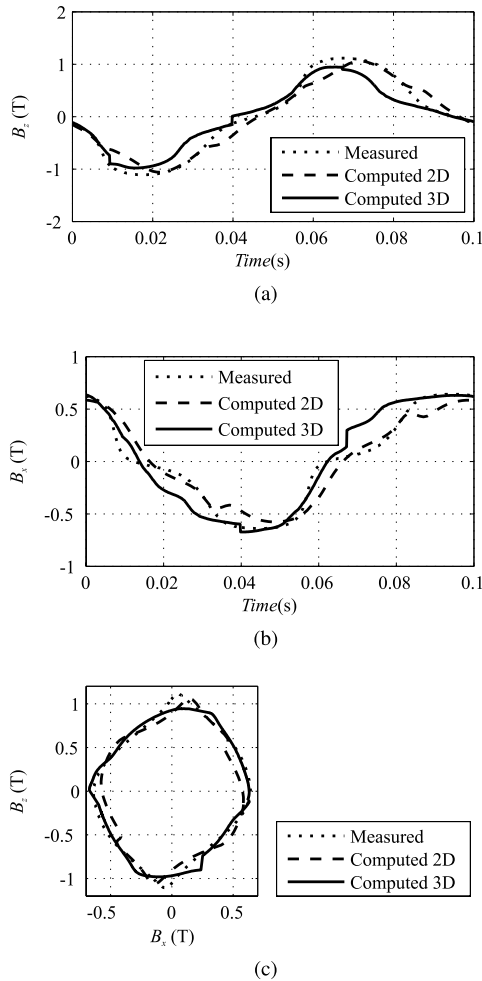 2
1
0
-1
-2
B_z (T)
Measured
Computed 2D
Computed 3D
0 0.02 0.04 0.06 0.08 0.1
Time(s)
(a)
1
0.5
0
-0.5
-1
B_x (T)
Measured
Computed 2D
Computed 3D
0 0.02 0.04 0.06 0.08 0.1
Time(s)
(b)
1
0.5
0
-0.5
-1
B_z (T)
Measured
Computed 2D
Computed 3D
-0.5 0 0.5
B_x (T)
(c)